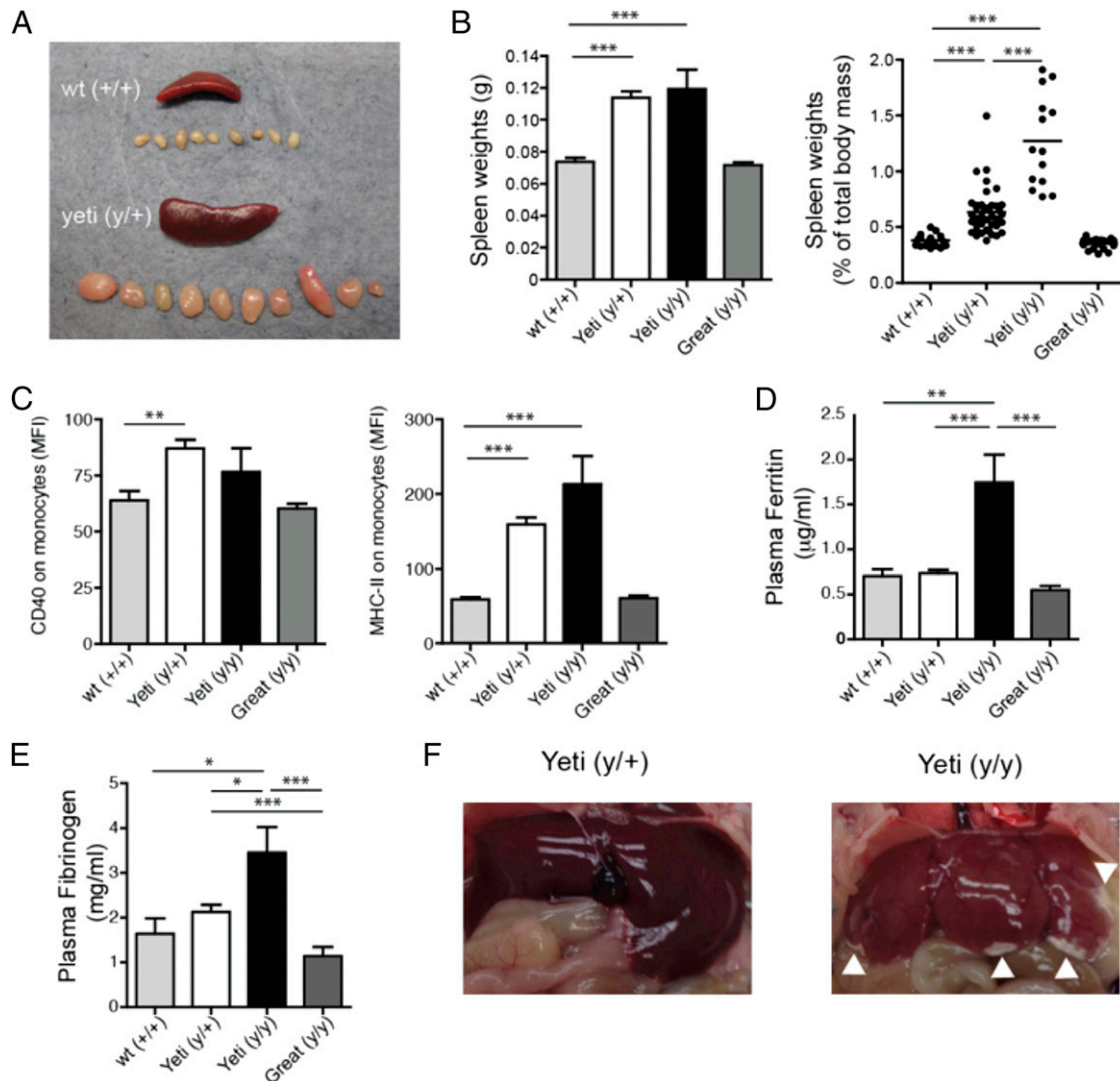 A
wt (+/+)
yeti (y/+)
B
Spleen weights (g)
0.14
0.12
0.10
0.08
0.06
0.04
0.02
0
***
***
wt (+/+)
Yeti (y/+)
Yeti (y/y)
Great (y/y)
Spleen weights
(% of total body mass)
2.0
1.5
1.0
0.5
0.0
***
*** ***
wt (+/+)
Yeti (y/+)
Yeti (y/y)
Great (y/y)
C
CD40 on monocytes (MFI)
100
75
50
25
0
**
wt (+/+)
Yeti (y/+)
Yeti (y/y)
Great (y/y)
MHC-II on monocytes (MFI)
300
200
100
0
***
***
wt (+/+)
Yeti (y/+)
Yeti (y/y)
Great (y/y)
D
Plasma Ferritin
(µg/ml)
2.5
2.0
1.5
1.0
0.5
0
**
*** ***
wt (+/+)
Yeti (y/+)
Yeti (y/y)
Great (y/y)
E
Plasma Fibrinogen
(mg/ml)
5
4
3
2
1
0
*
* ***
***
wt (+/+)
Yeti (y/+)
Yeti (y/y)
Great (y/y)
F
Yeti (y/+)
Yeti (y/y)